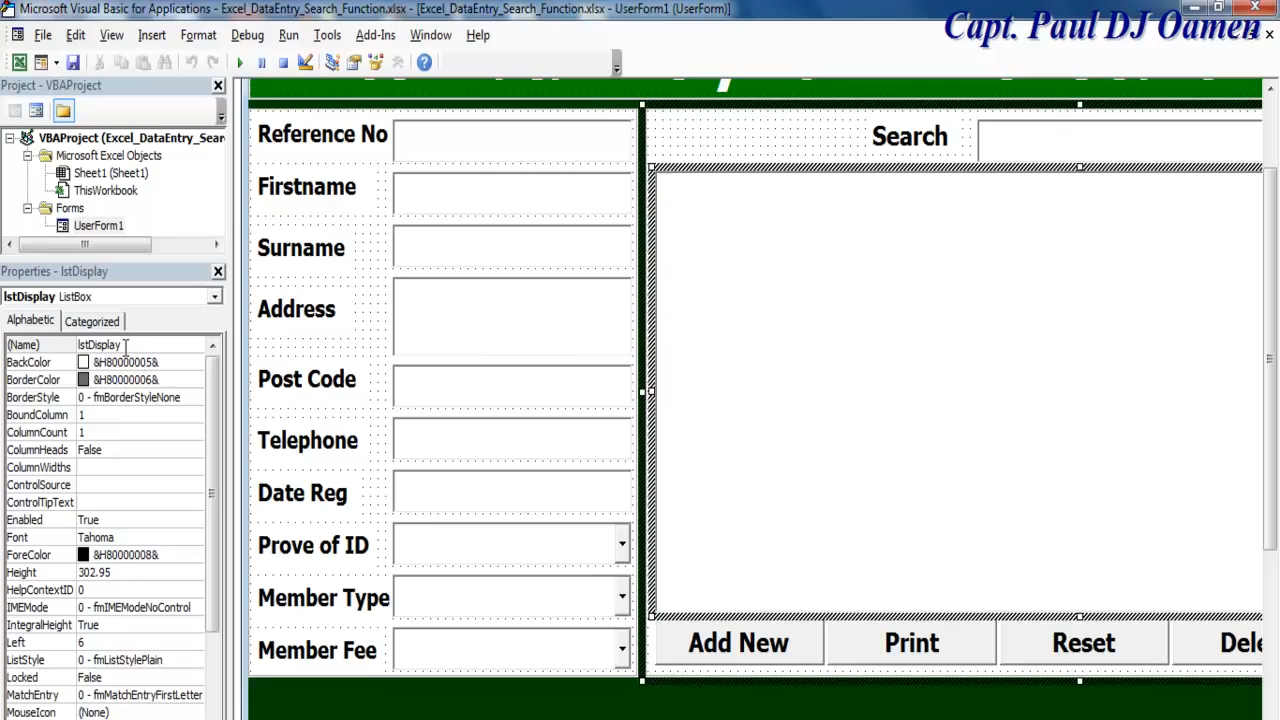 Microsoft Visual Basic for Applications - Excel_DataEntry_Search_Function.xlsx - [Excel_DataEntry_Search_Function.xlsx - UserForm1 (UserForm)]
Capt. Paul DJ Oamen
File Edit View Insert Format Debug Run Tools Add-Ins Window Help
Project - VBAProject
VBAProject (Excel_DataEntry_Sear
Microsoft Excel Objects
Sheet1 (Sheet1)
ThisWorkbook
Forms
UserForm1
Properties - lstDisplay
lstDisplay ListBox
Alphabetic Categorized
(Name) lstDisplay
BackColor &H80000005&
BorderColor &H80000006&
BorderStyle 0 - fmBorderStyleNone
BoundColumn 1
ColumnCount 1
ColumnHeads False
ColumnWidths
ControlSource
ControlTipText
Enabled True
Font Tahoma
ForeColor &H80000008&
Height 302.95
HelpContextID 0
IMEMode 0 - fmIMEModeNoControl
IntegralHeight True
Left 6
ListStyle 0 - fmListStylePlain
Locked False
MatchEntry 0 - fmMatchEntryFirstLetter
MouseIcon (None)
Reference No
Firstname
Surname
Address
Post Code
Telephone
Date Reg
Prove of ID
Member Type
Member Fee
Search
Add New Print Reset Dele